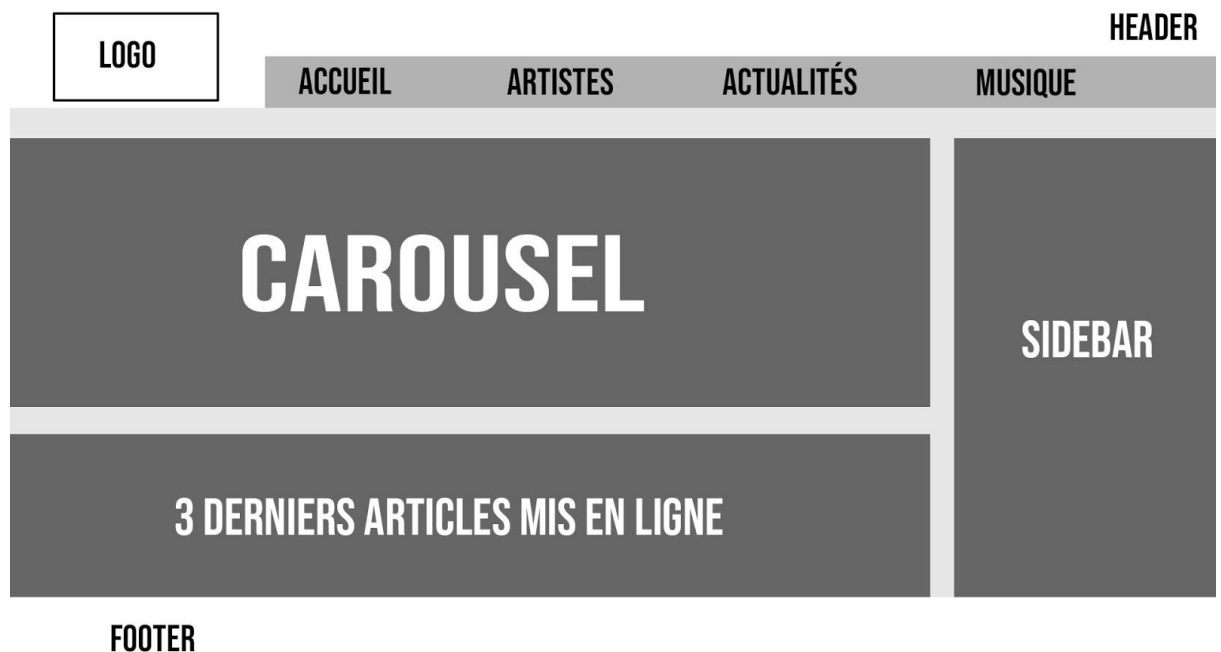 HEADER
LOGO
ACCUEIL ARTISTES ACTUALITÉS MUSIQUE
CAROUSEL
SIDEBAR
3 DERNIERS ARTICLES MIS EN LIGNE
FOOTER